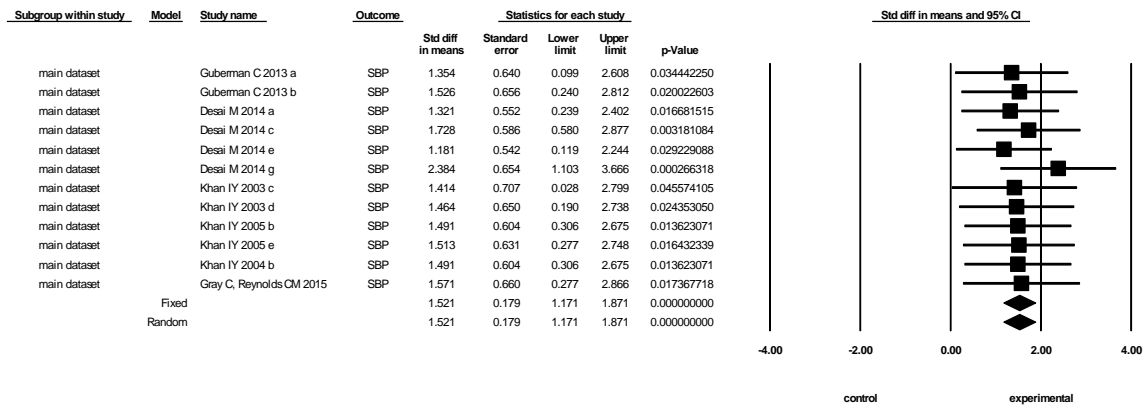 Subgroup within study Model Study name Outcome Statistics for each study Std diff in means and 95% CI
Std diff in means Standard error Lower limit Upper limit p-Value
main dataset Guberman C 2013 a SBP 1.354 0.640 0.099 2.608 0.034442250
main dataset Guberman C 2013 b SBP 1.526 0.656 0.240 2.812 0.020022603
main dataset Desai M 2014 a SBP 1.321 0.552 0.239 2.402 0.016681515
main dataset Desai M 2014 c SBP 1.728 0.586 0.580 2.877 0.003181084
main dataset Desai M 2014 e SBP 1.181 0.542 0.119 2.244 0.029229088
main dataset Desai M 2014 g SBP 2.384 0.654 1.103 3.666 0.000266318
main dataset Khan IY 2003 c SBP 1.414 0.707 0.028 2.799 0.045574105
main dataset Khan IY 2003 d SBP 1.464 0.650 0.190 2.738 0.024353050
main dataset Khan IY 2005 b SBP 1.491 0.604 0.306 2.675 0.013623071
main dataset Khan IY 2005 e SBP 1.513 0.631 0.277 2.748 0.016432339
main dataset Khan IY 2004 b SBP 1.491 0.604 0.306 2.675 0.013623071
main dataset Gray C, Reynolds CM 2015 SBP 1.571 0.660 0.277 2.866 0.017367718
Fixed 1.521 0.179 1.171 1.871 0.000000000
Random 1.521 0.179 1.171 1.871 0.000000000
-4.00 -2.00 0.00 2.00 4.00
control experimental